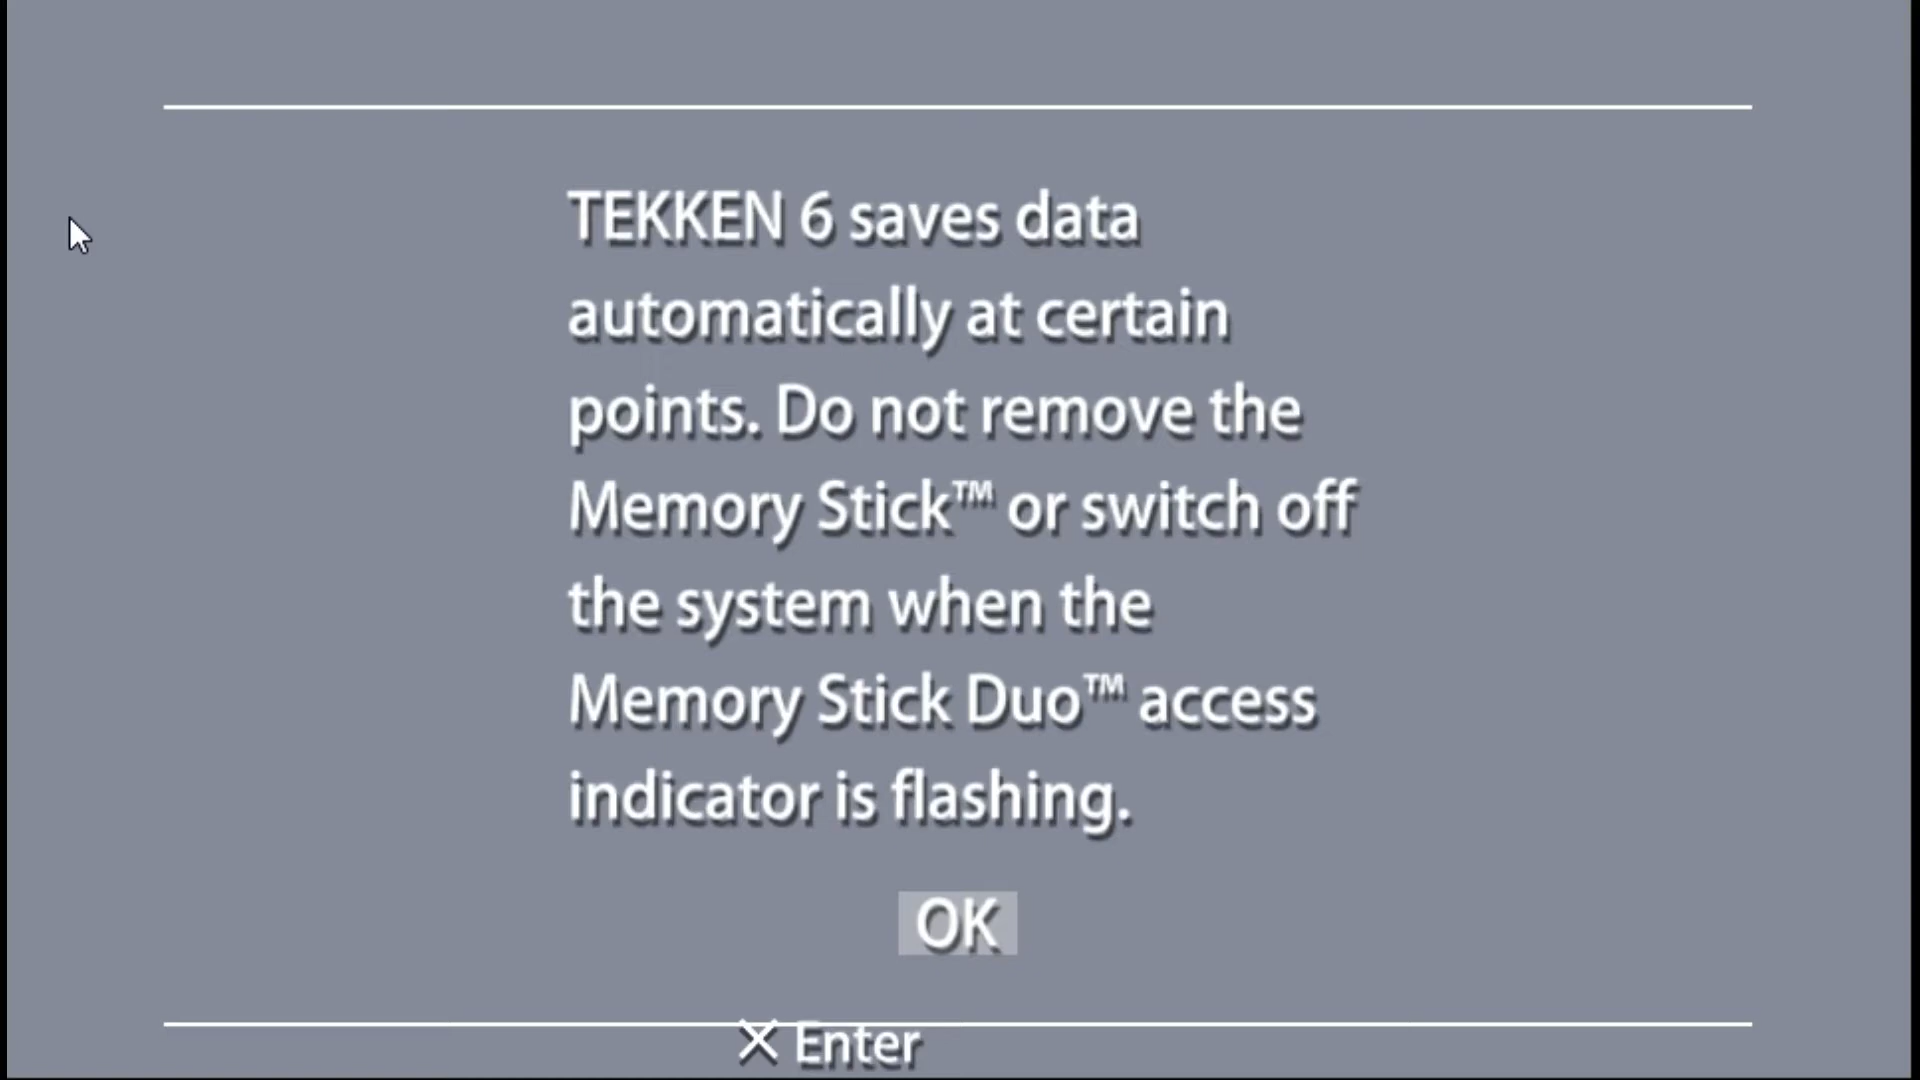 TEKKEN 6 saves data
automatically at certain
points. Do not remove the
Memory Stick™ or switch off
the system when the
Memory Stick Duo™ access
indicator is flashing.
OK
✕ Enter